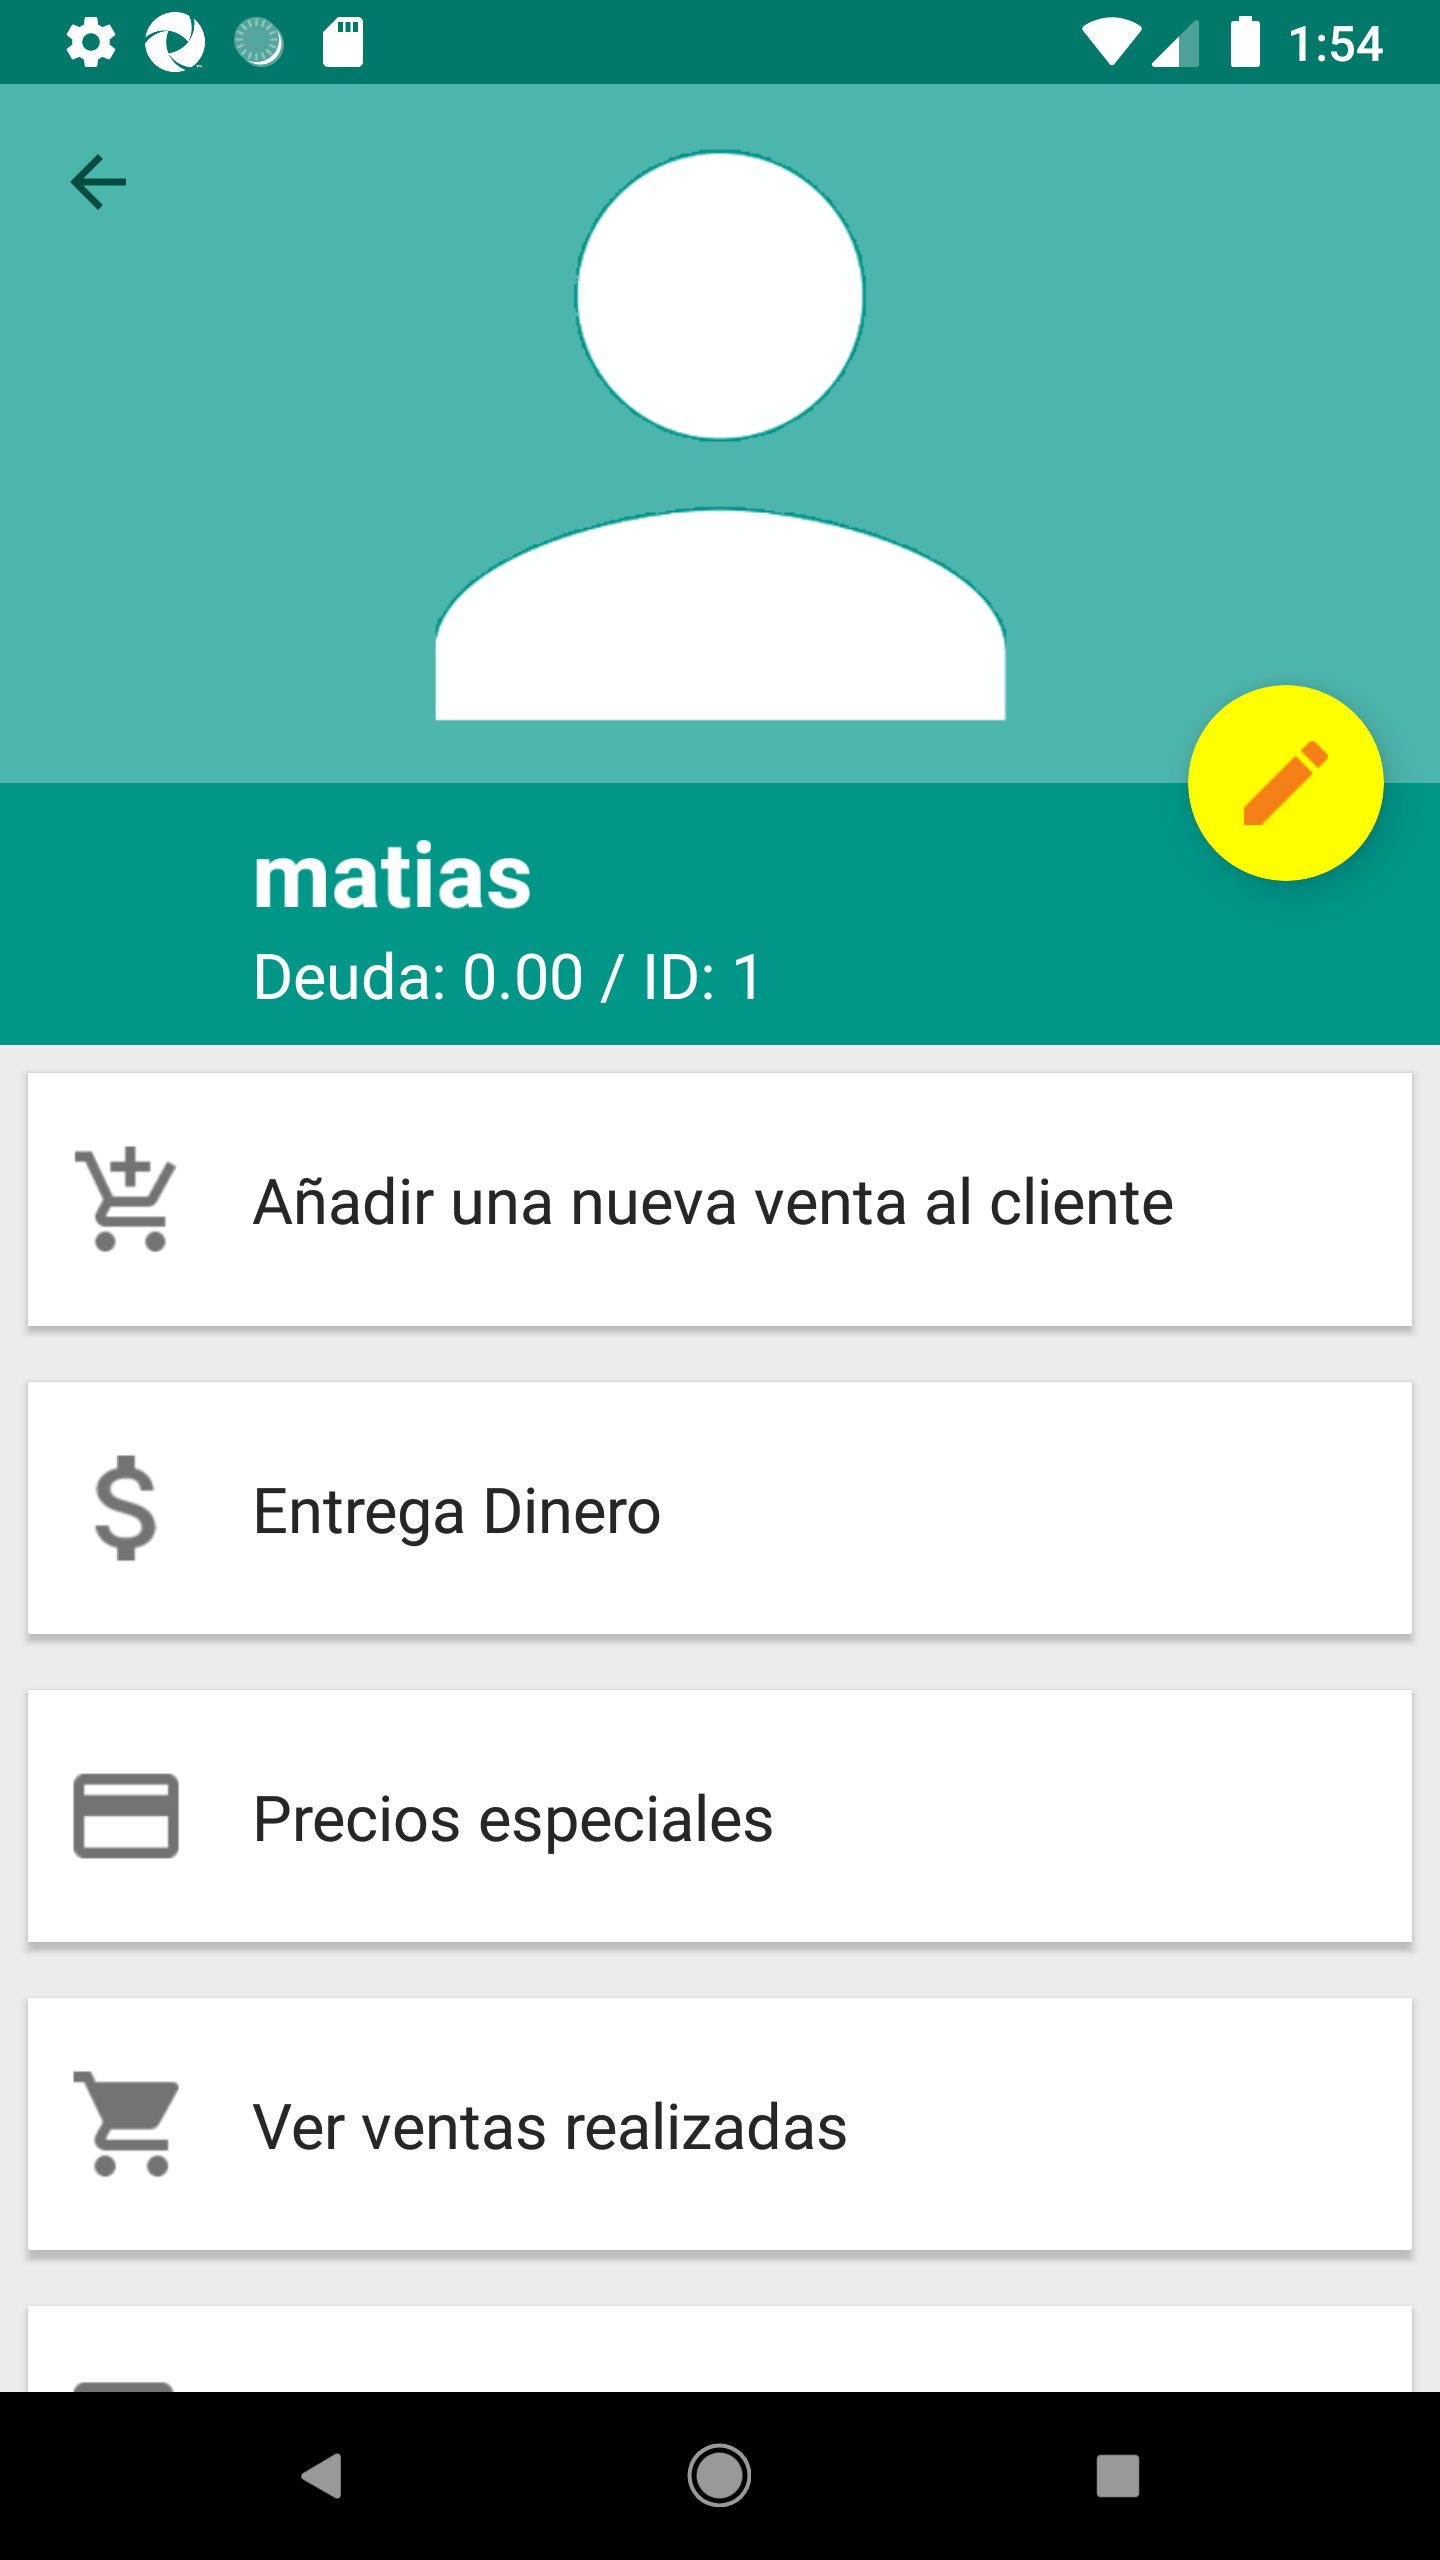 1:54
matias
Deuda: 0.00 / ID: 1
Añadir una nueva venta al cliente
Entrega Dinero
Precios especiales
Ver ventas realizadas